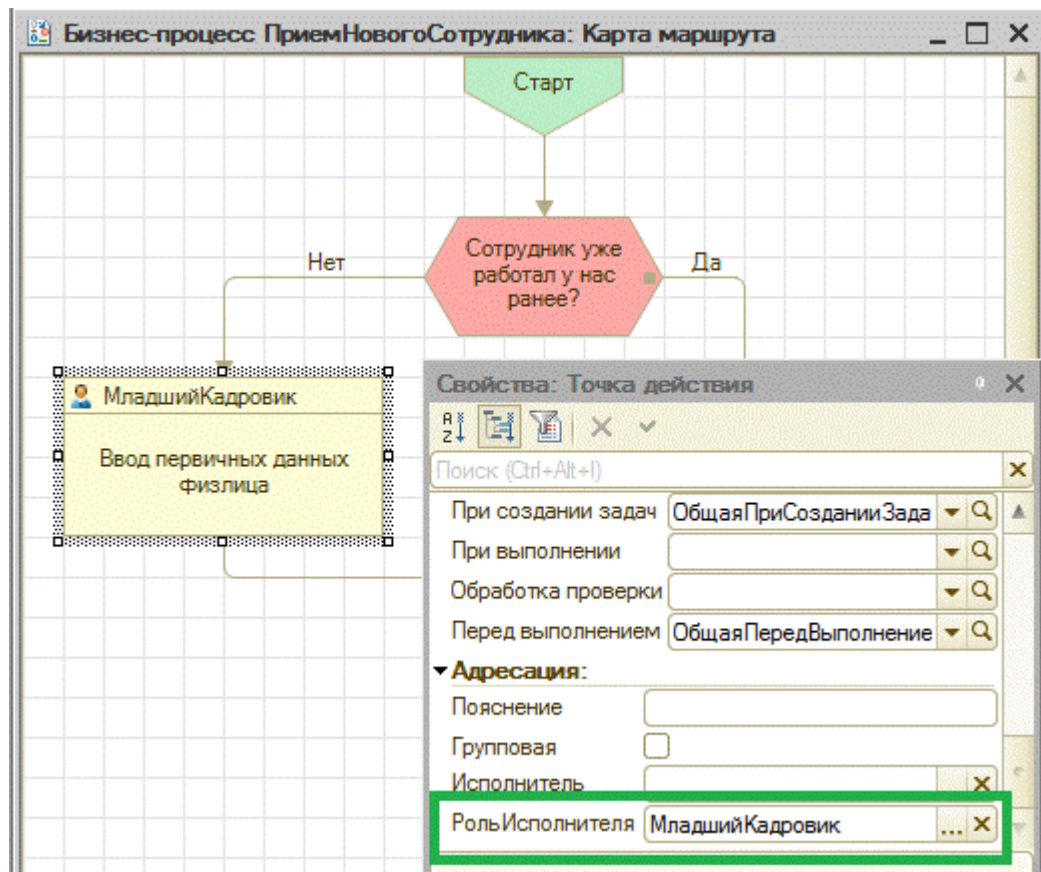 Бизнес-процесс ПриемНовогоСотрудника: Карта маршрута
Старт
Сотрудник уже
работал у нас
ранее?
Нет
Да
МладшийКадровик
Ввод первичных данных
физлица
Свойства: Точка действия
Поиск (Ctrl+Alt+I)
При создании задач ОбщаяПриСозданииЗада
При выполнении
Обработка проверки
Перед выполнением ОбщаяПередВыполнение
Адресация:
Пояснение
Групповая
Исполнитель
РольИсполнителя МладшийКадровик ...